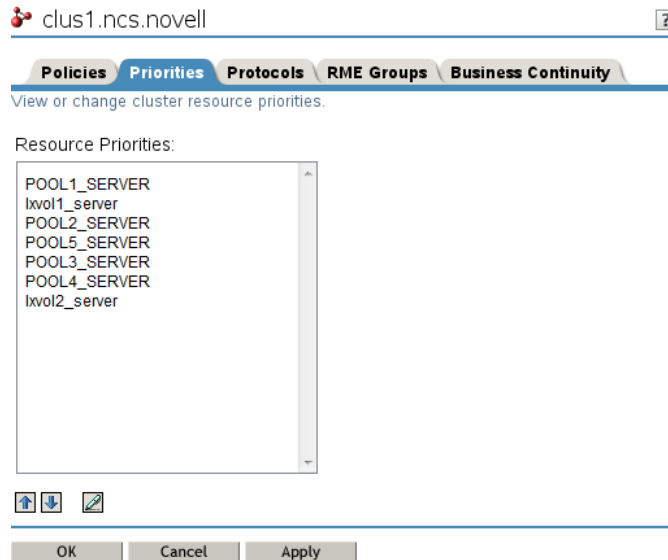 clus1.ncs.novell
?
Policies Priorities Protocols RME Groups Business Continuity
View or change cluster resource priorities.
Resource Priorities:
POOL1_SERVER
lxvol1_server
POOL2_SERVER
POOL5_SERVER
POOL3_SERVER
POOL4_SERVER
lxvol2_server
OK Cancel Apply